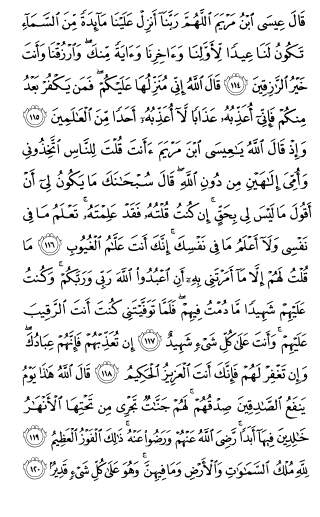 قَالَ عِيسَى ٱبْنُ مَرْيَمَ ٱللَّهُمَّ رَبَّنَآ أَنزِلْ عَلَيْنَا مَآئِدَةً مِّنَ ٱلسَّمَآءِ
تَكُونُ لَنَا عِيدًا لِّأَوَّلِنَا وَءَاخِرِنَا وَءَايَةً مِّنكَ ۖ وَٱرْزُقْنَا وَأَنتَ
خَيْرُ ٱلرَّٰزِقِينَ ١١٤ قَالَ ٱللَّهُ إِنِّى مُنَزِّلُهَا عَلَيْكُمْ ۖ فَمَن يَكْفُرْ بَعْدُ
مِنكُمْ فَإِنِّىٓ أُعَذِّبُهُۥ عَذَابًا لَّآ أُعَذِّبُهُۥٓ أَحَدًا مِّنَ ٱلْعَٰلَمِينَ ١١٥
وَإِذْ قَالَ ٱللَّهُ يَٰعِيسَى ٱبْنَ مَرْيَمَ ءَأَنتَ قُلْتَ لِلنَّاسِ ٱتَّخِذُونِى
وَأُمِّىَ إِلَٰهَيْنِ مِن دُونِ ٱللَّهِ ۖ قَالَ سُبْحَٰنَكَ مَا يَكُونُ لِىٓ أَنْ
أَقُولَ مَا لَيْسَ لِى بِحَقٍّ ۚ إِن كُنتُ قُلْتُهُۥ فَقَدْ عَلِمْتَهُۥ ۚ تَعْلَمُ مَا فِى
نَفْسِى وَلَآ أَعْلَمُ مَا فِى نَفْسِكَ ۚ إِنَّكَ أَنتَ عَلَّٰمُ ٱلْغُيُوبِ ١١٦ مَا
قُلْتُ لَهُمْ إِلَّا مَآ أَمَرْتَنِى بِهِۦٓ أَنِ ٱعْبُدُوا۟ ٱللَّهَ رَبِّى وَرَبَّكُمْ ۚ وَكُنتُ
عَلَيْهِمْ شَهِيدًا مَّا دُمْتُ فِيهِمْ ۖ فَلَمَّا تَوَفَّيْتَنِى كُنتَ أَنتَ ٱلرَّقِيبَ
عَلَيْهِمْ ۚ وَأَنتَ عَلَىٰ كُلِّ شَىْءٍ شَهِيدٌ ١١٧ إِن تُعَذِّبْهُمْ فَإِنَّهُمْ عِبَادُكَ ۖ
وَإِن تَغْفِرْ لَهُمْ فَإِنَّكَ أَنتَ ٱلْعَزِيزُ ٱلْحَكِيمُ ١١٨ قَالَ ٱللَّهُ هَٰذَا يَوْمُ
يَنفَعُ ٱلصَّٰدِقِينَ صِدْقُهُمْ ۚ لَهُمْ جَنَّٰتٌ تَجْرِى مِن تَحْتِهَا ٱلْأَنْهَٰرُ
خَٰلِدِينَ فِيهَآ أَبَدًا ۚ رَّضِىَ ٱللَّهُ عَنْهُمْ وَرَضُوا۟ عَنْهُ ۚ ذَٰلِكَ ٱلْفَوْزُ ٱلْعَظِيمُ ١١٩
لِلَّهِ مُلْكُ ٱلسَّمَٰوَٰتِ وَٱلْأَرْضِ وَمَا فِيهِنَّ ۚ وَهُوَ عَلَىٰ كُلِّ شَىْءٍ قَدِيرٌۢ ١٢٠